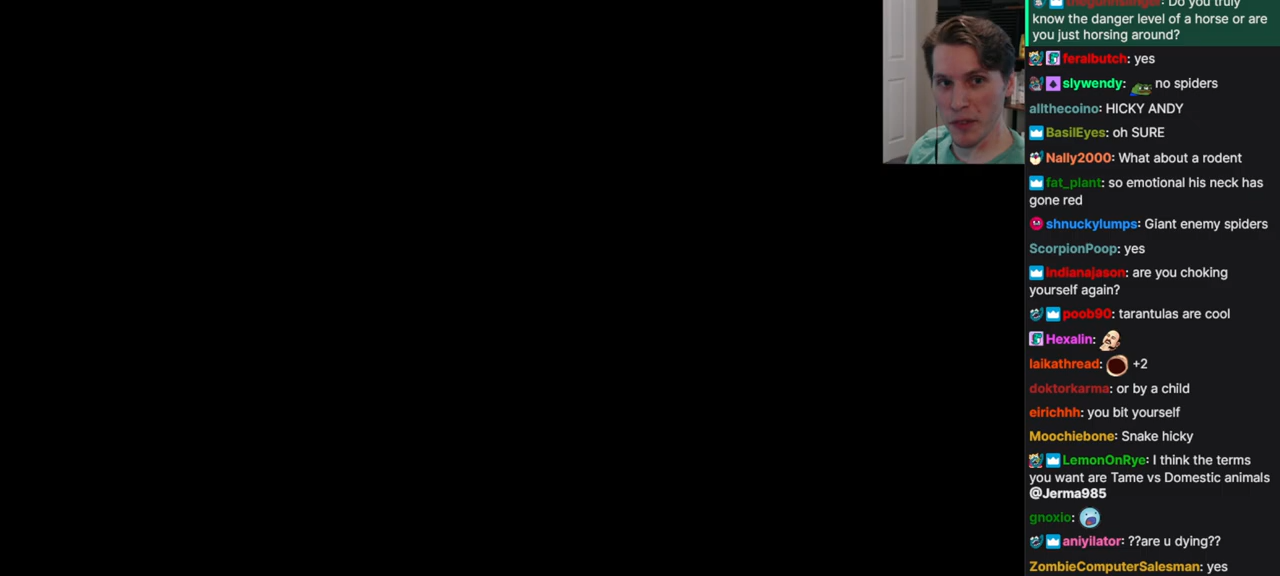 thegunnslinger: Do you truly
know the danger level of a horse or are
you just horsing around?
feralbutch: yes
slywendy: no spiders
allthecoino: HICKY ANDY
BasilEyes: oh SURE
Nally2000: What about a rodent
fat_plant: so emotional his neck has
gone red
shnuckylumps: Giant enemy spiders
ScorpionPoop: yes
Indianajason: are you choking
yourself again?
poob90: tarantulas are cool
Hexalin:
laikathread: +2
doktorkarma: or by a child
eirichhh: you bit yourself
Moochiebone: Snake hicky
LemonOnRye: I think the terms
you want are Tame vs Domestic animals
@Jerma985
gnoxio:
aniyilator: ??are u dying??
ZombieComputerSalesman: yes